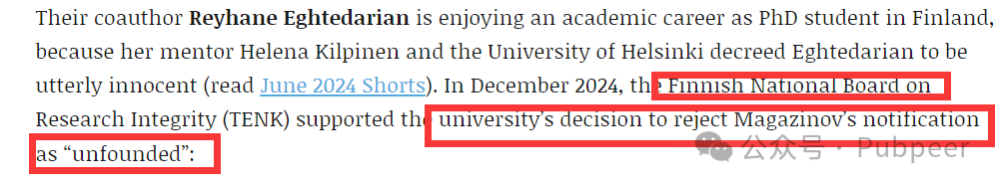 Their coauthor Reyhane Eghtedarian is enjoying an academic career as PhD student in Finland,
because her mentor Helena Kilpinen and the University of Helsinki decreed Eghtedarian to be
utterly innocent (read June 2024 Shorts). In December 2024, the Finnish National Board on
Research Integrity (TENK) supported the university’s decision to reject Magazinov’s notification
as “unfounded”:
公众号 · Pubpeer